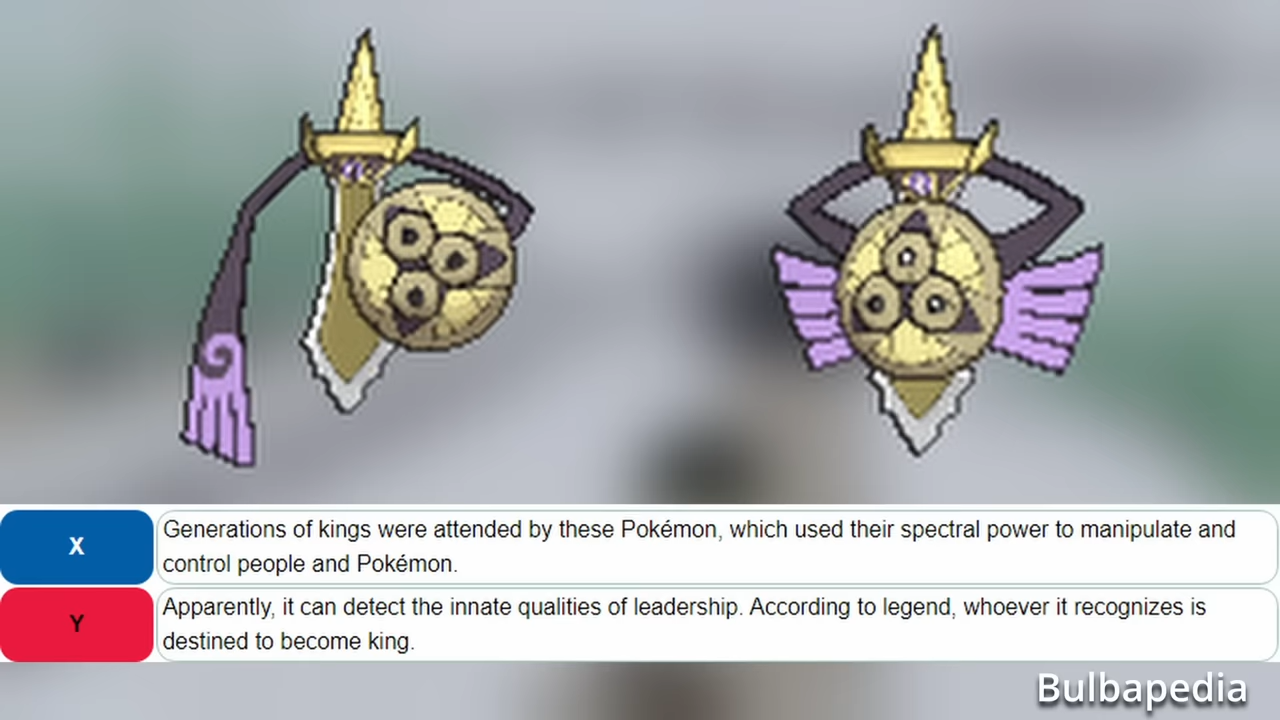 X
Generations of kings were attended by these Pokémon, which used their spectral power to manipulate and
control people and Pokémon.
Y
Apparently, it can detect the innate qualities of leadership. According to legend, whoever it recognizes is
destined to become king.
Bulbapedia